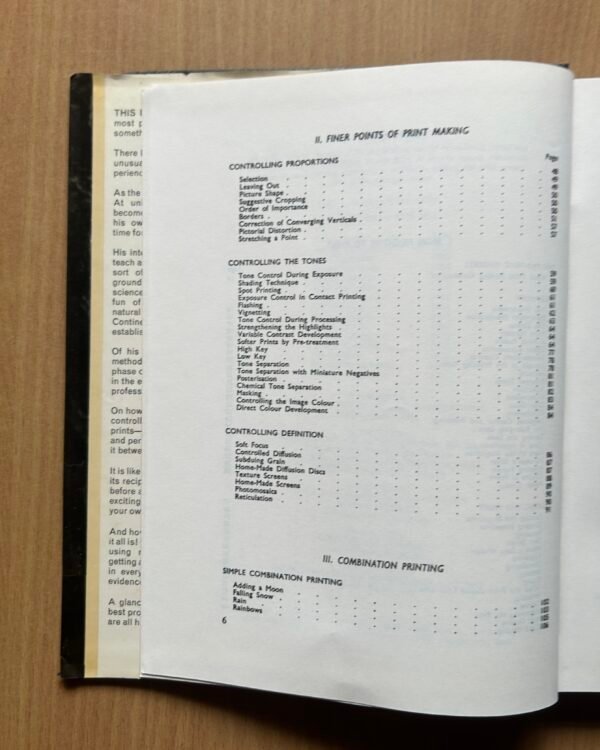 THIS
most
someth
There
unusua
perienc
As the
At uni
become
his ow
time fo
His inte
teach a
sort of
ground
science
fun of
natural
Contine
establis
Of his
method
phase o
in the e
profess
On how
controll
prints—
and per
it betwe
It is like
its recip
before a
exciting
your ow
And how
it all is!
using
getting a
in every
evidenc
A glanc
best pro
are all h
II. FINER POINTS OF PRINT MAKING
Page
CONTROLLING PROPORTIONS
Selection
Leaving Out
Picture Shape
Suggestive Cropping
Order of Importance
Borders
Correction of Converging Verticals
Pictorial Distortion
Stretching a Point
CONTROLLING THE TONES
Tone Control During Exposure
Shading Technique
Spot Printing
Exposure Control in Contact Printing
Flashing
Vignetting
Tone Control During Processing
Strengthening the Highlights
Variable Contrast Development
Softer Prints by Pre-treatment
High Key
Low Key
Tone Separation
Tone Separation with Miniature Negatives
Posterisation
Chemical Tone Separation
Masking
Controlling the Image Colour
Direct Colour Development
CONTROLLING DEFINITION
Soft Focus
Controlled Diffusion
Subduing Grain
Home-Made Diffusion Discs
Texture Screens
Home-Made Screens
Photomosaics
Reticulation
III. COMBINATION PRINTING
SIMPLE COMBINATION PRINTING
Adding a Moon
Falling Snow
Rain
Rainbows
6